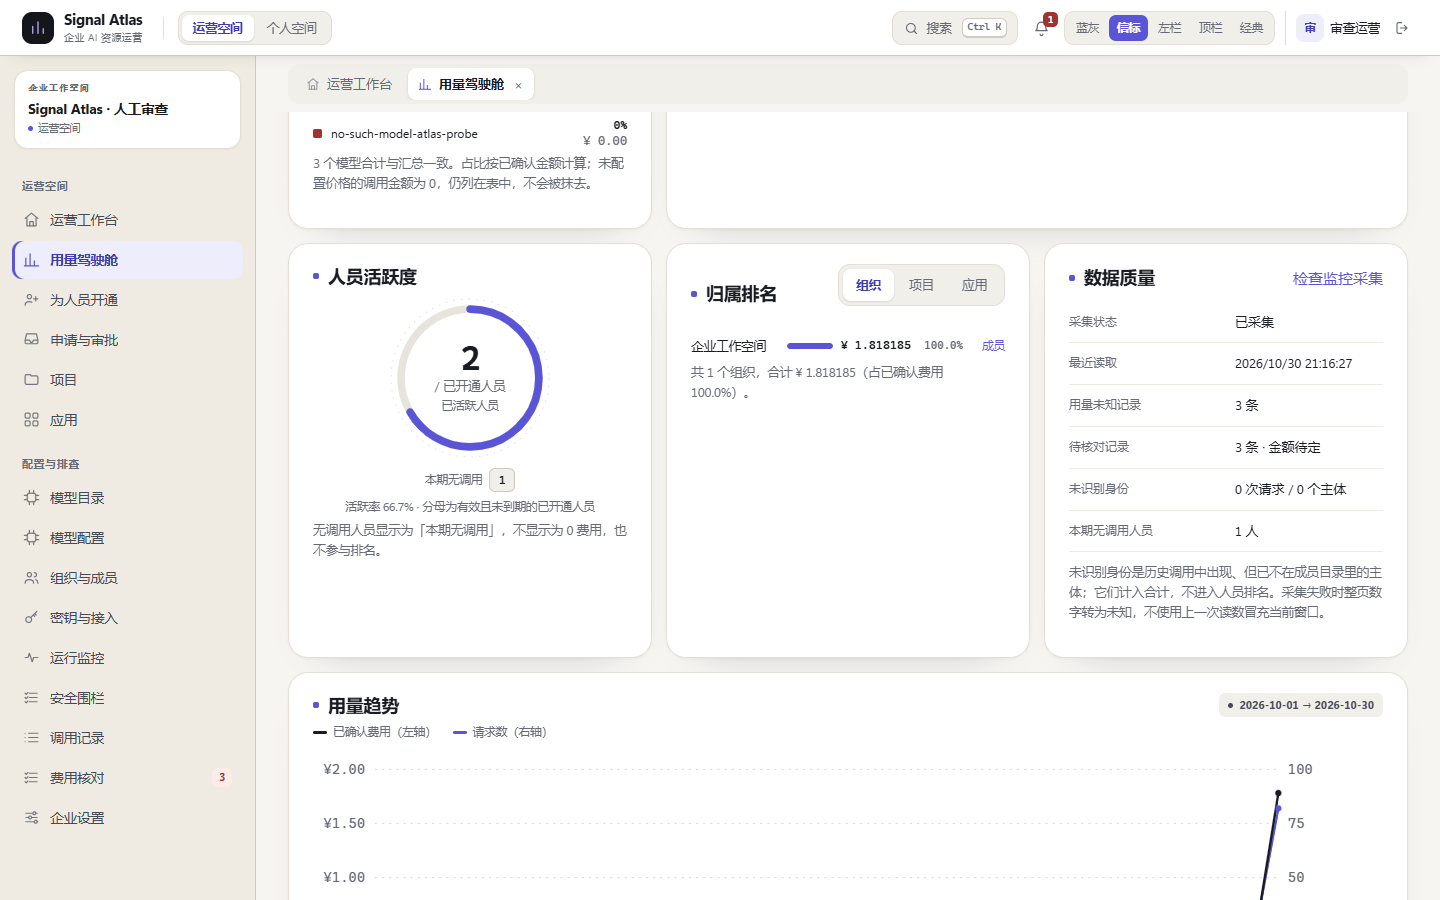 Signal Atlas
企业 AI 资源运营
运营空间 个人空间
搜索 Ctrl K
1
蓝灰 信标 左栏 顶栏 经典
审 审查运营
企业工作空间
Signal Atlas · 人工审查
运营空间
运营空间
运营工作台
用量驾驶舱
为人员开通
申请与审批
项目
应用
配置与排查
模型目录
模型配置
组织与成员
密钥与接入
运行监控
安全围栏
调用记录
费用核对 3
企业设置
运营工作台 用量驾驶舱 ×
no-such-model-atlas-probe 0%
¥ 0.00
3 个模型合计与汇总一致。占比按已确认金额计算；未配
置价格的调用金额为 0，仍列在表中，不会被抹去。
人员活跃度
2
/ 已开通人员
已活跃人员
本期无调用 1
活跃率 66.7% · 分母为有效且未到期的已开通人员
无调用人员显示为「本期无调用」，不显示为 0 费用，也
不参与排名。
归属排名
组织 项目 应用
企业工作空间 ¥ 1.818185 100.0% 成员
共 1 个组织，合计 ¥ 1.818185（占已确认费用
100.0%）。
数据质量 检查监控采集
采集状态 已采集
最近读取 2026/10/30 21:16:27
用量未知记录 3 条
待核对记录 3 条 · 金额待定
未识别身份 0 次请求 / 0 个主体
本期无调用人员 1 人
未识别身份是历史调用中出现、但已不在成员目录里的主
体；它们计入合计，不进入人员排名。采集失败时整页数
字转为未知，不使用上一次读数冒充当前窗口。
用量趋势
2026-10-01 → 2026-10-30
已确认费用（左轴） 请求数（右轴）
¥2.00 100
¥1.50 75
¥1.00 50